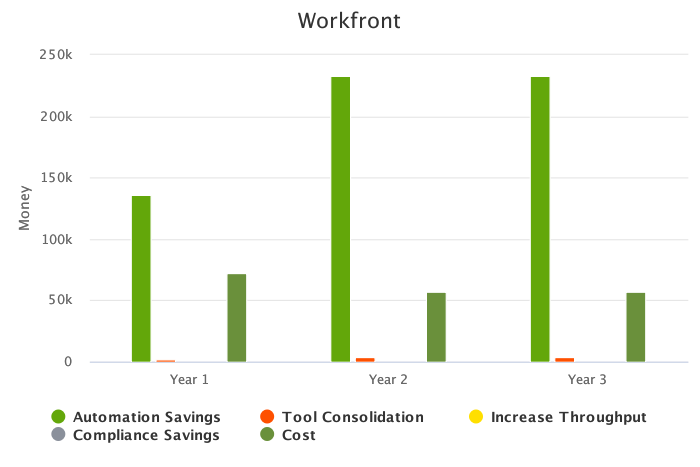 Workfront
250k
200k
150k
100k
50k
0
Money
Year 1 Year 2 Year 3
Automation Savings Tool Consolidation Increase Throughput
Compliance Savings Cost